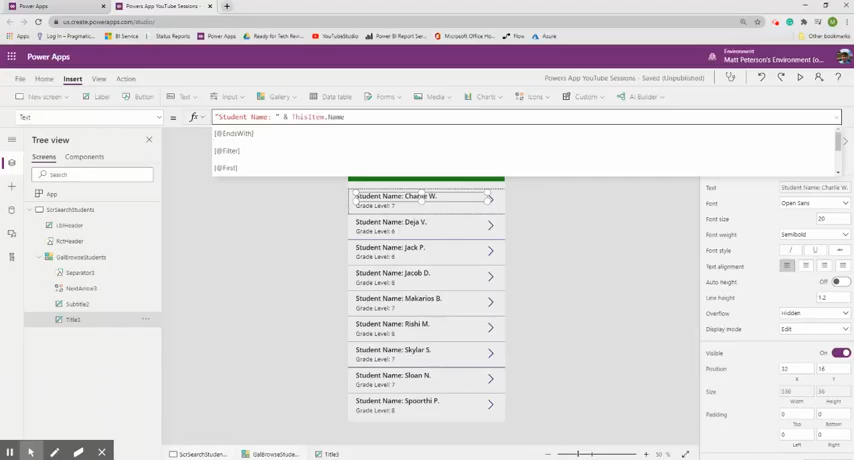 Power Apps
Powers App YouTube Sessions -
us.create.powerapps.com/studio/
Apps
Log In – Pragmatic...
BI Service
Status Reports
Power Apps
Ready for Tech Rev...
YouTubeStudio
Power BI Report Ser...
Microsoft Office Ho...
Flow
Azure
Other bookmarks
Power Apps
Environment
Matt Peterson's Environment (o...
File
Home
Insert
View
Action
Powers App YouTube Sessions - Saved (Unpublished)
New screen
Label
Button
Text
Input
Gallery
Data table
Forms
Media
Charts
Icons
Custom
AI Builder
Text
=
fx
"Student Name: " & ThisItem.Name
[@EndsWith]
[@Filter]
[@First]
Tree view
Screens
Components
Search
App
ScrSearchStudents
LblHeader
RctHeader
GalBrowseStudents
Separator3
NextArrow3
Subtitle2
Title3
Student Name: Charlie W.
Grade Level: 7
Student Name: Deja V.
Grade Level: 6
Student Name: Jack P.
Grade Level: 6
Student Name: Jacob D.
Grade Level: 8
Student Name: Makarios B.
Grade Level: 7
Student Name: Rishi M.
Grade Level: 8
Student Name: Skylar S.
Grade Level: 7
Student Name: Sloan N.
Grade Level: 7
Student Name: Spoorthi P.
Grade Level: 8
Text
Student Name: Charlie W.
Font
Open Sans
Font size
20
Font weight
Semibold
Font style
Text alignment
Auto height
Off
Line height
1.2
Overflow
Hidden
Display mode
Edit
Visible
On
Position
32
16
X
Y
Size
536
36
Width
Height
Padding
0
0
Top
Bottom
0
0
Left
Right
ScrSearchStuden...
GalBrowseStude...
Title3
50 %